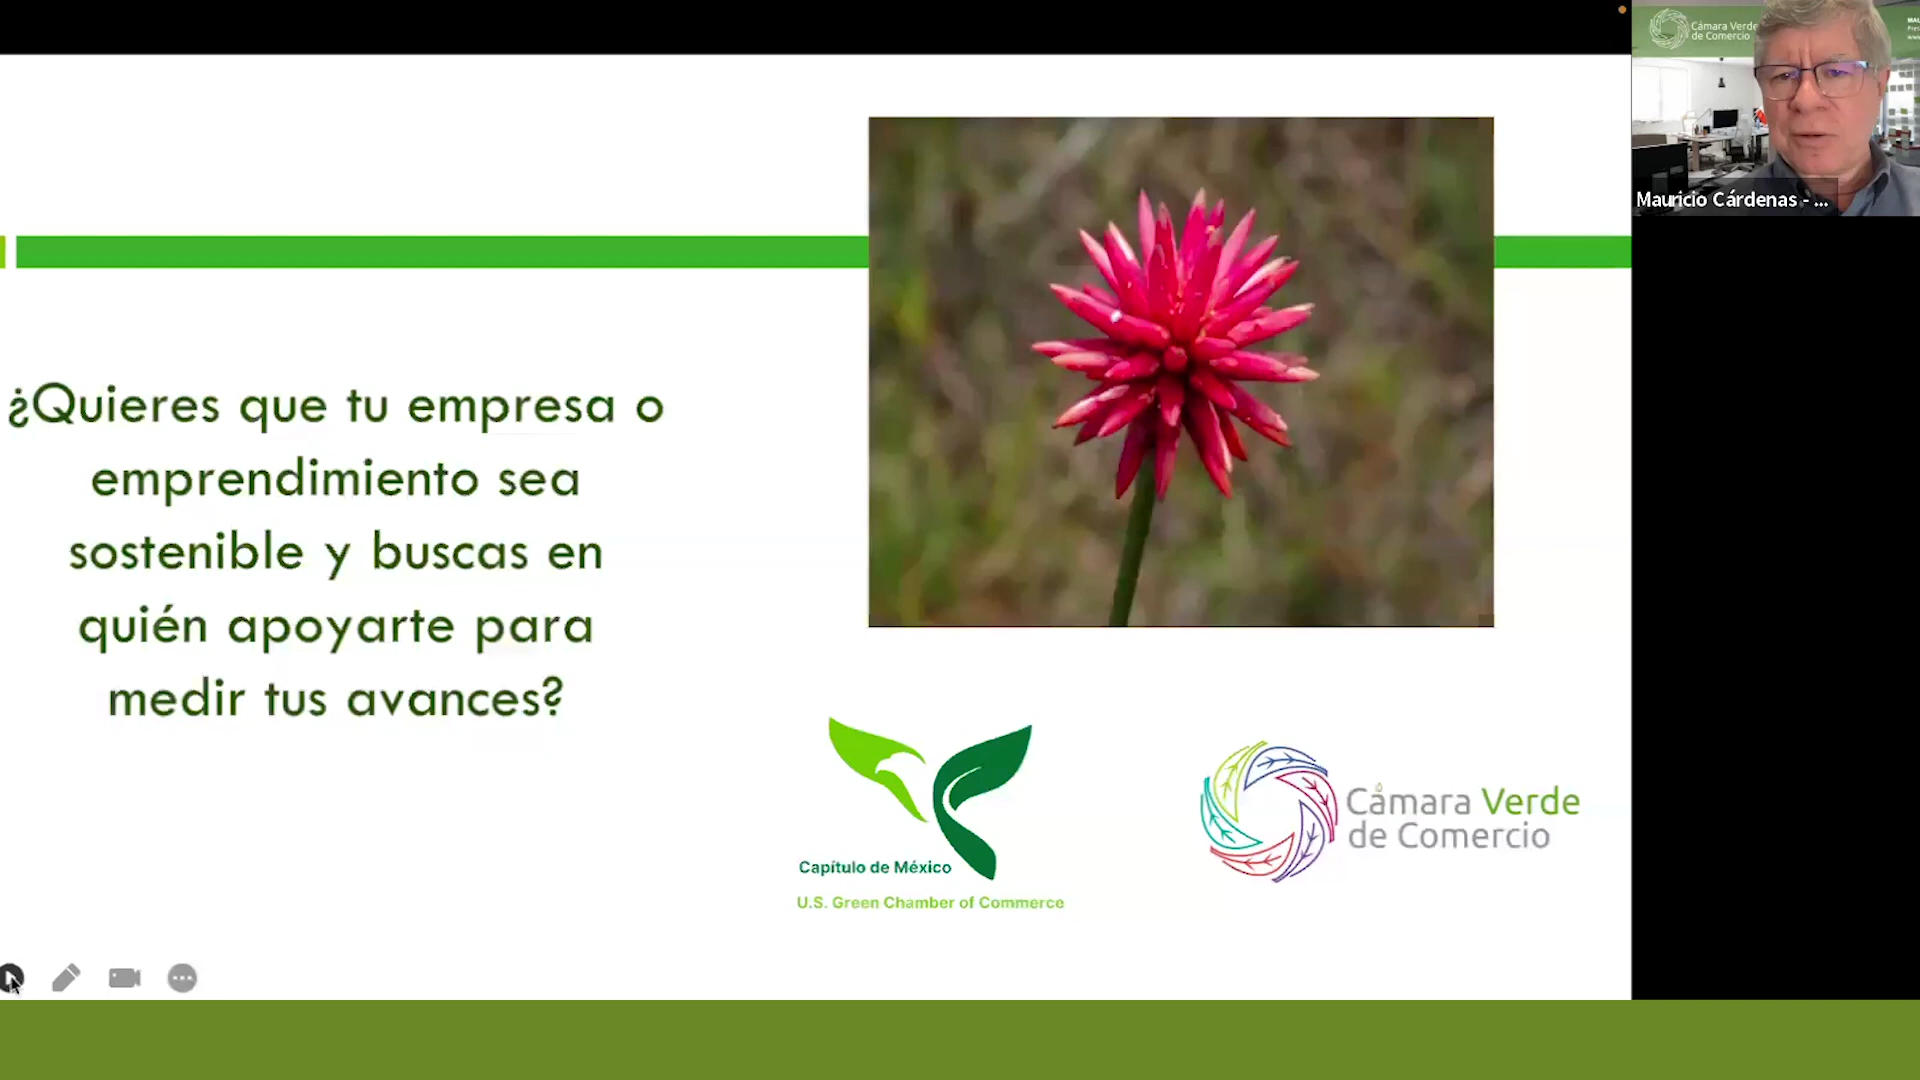 ¿Quieres que tu empresa o
emprendimiento sea
sostenible y buscas en
quién apoyarte para
medir tus avances?
Capítulo de México
U.S. Green Chamber of Commerce
Cámara Verde
de Comercio
Cámara Verde
de Comercio
Mauricio Cárdenas - ...